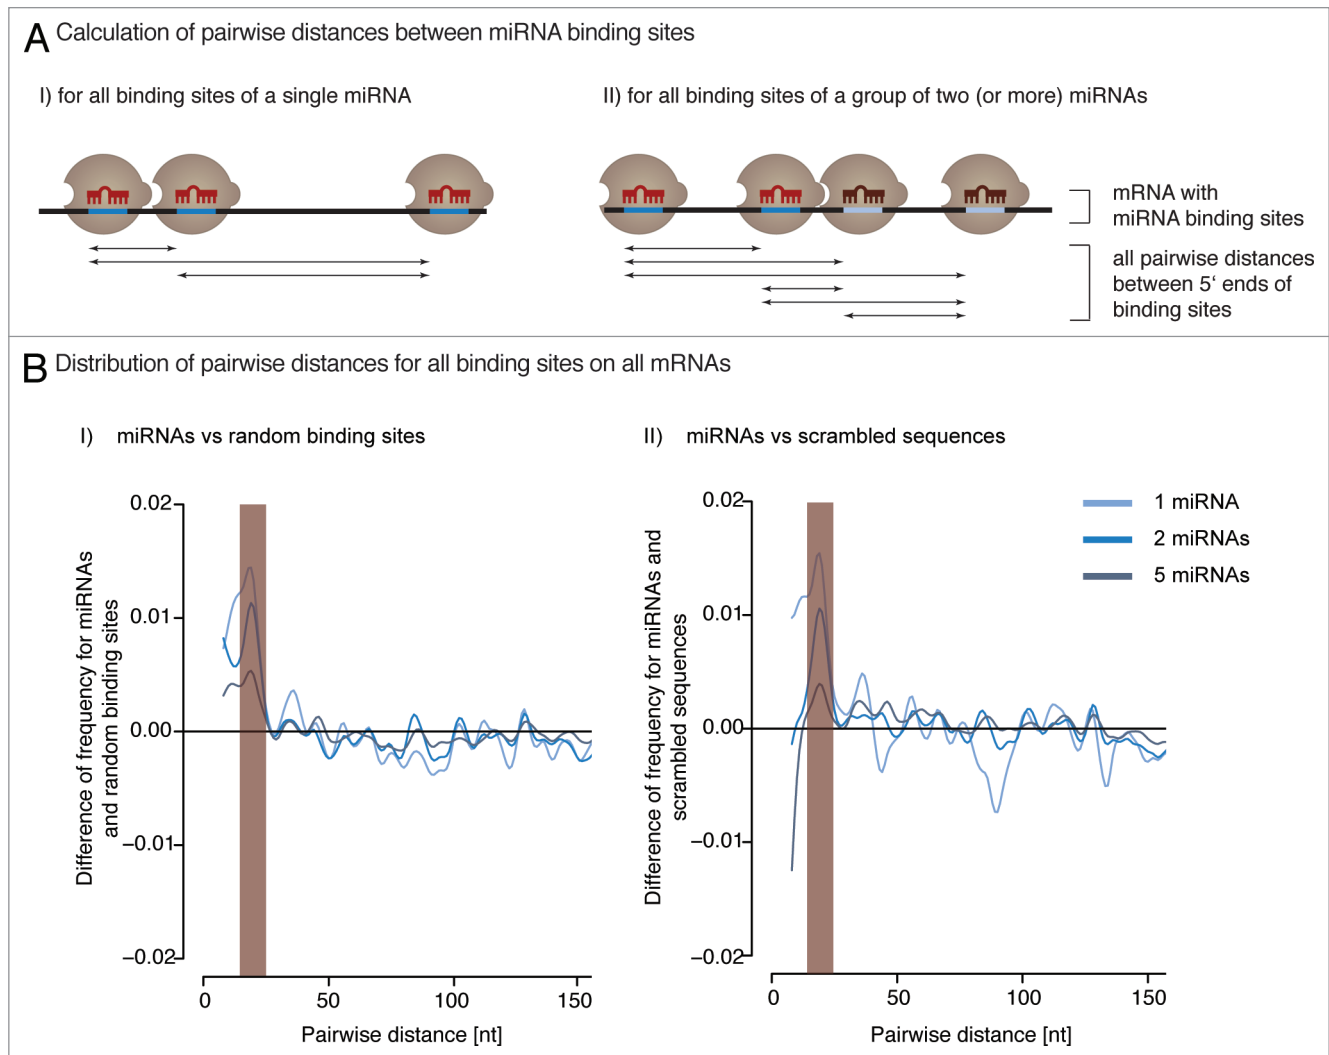 A Calculation of pairwise distances between miRNA binding sites
I) for all binding sites of a single miRNA
II) for all binding sites of a group of two (or more) miRNAs
mRNA with
miRNA binding sites
all pairwise distances
between 5‘ ends of
binding sites
B Distribution of pairwise distances for all binding sites on all mRNAs
I) miRNAs vs random binding sites
Difference of frequency for miRNAs
and random binding sites
0.02
0.01
0.00
−0.01
−0.02
0 50 100 150
Pairwise distance [nt]
II) miRNAs vs scrambled sequences
Difference of frequency for miRNAs and
scrambled sequences
0.02
0.01
0.00
−0.01
−0.02
0 50 100 150
Pairwise distance [nt]
1 miRNA
2 miRNAs
5 miRNAs